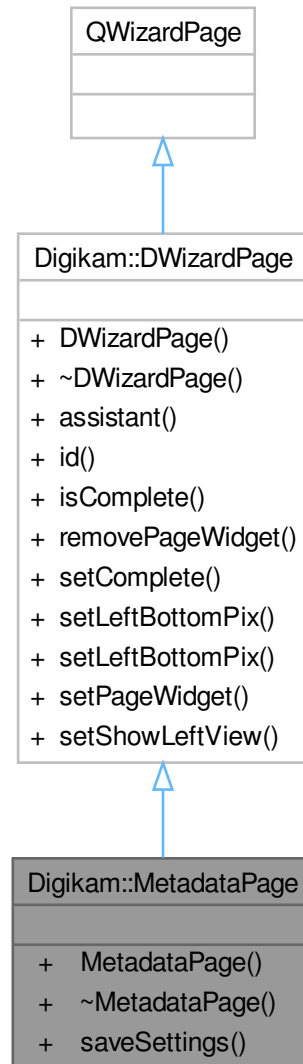 QWizardPage
Digikam::DWizardPage
+ DWizardPage()
+ ~DWizardPage()
+ assistant()
+ id()
+ isComplete()
+ removePageWidget()
+ setComplete()
+ setLeftBottomPix()
+ setLeftBottomPix()
+ setPageWidget()
+ setShowLeftView()
Digikam::MetadataPage
+ MetadataPage()
+ ~MetadataPage()
+ saveSettings()